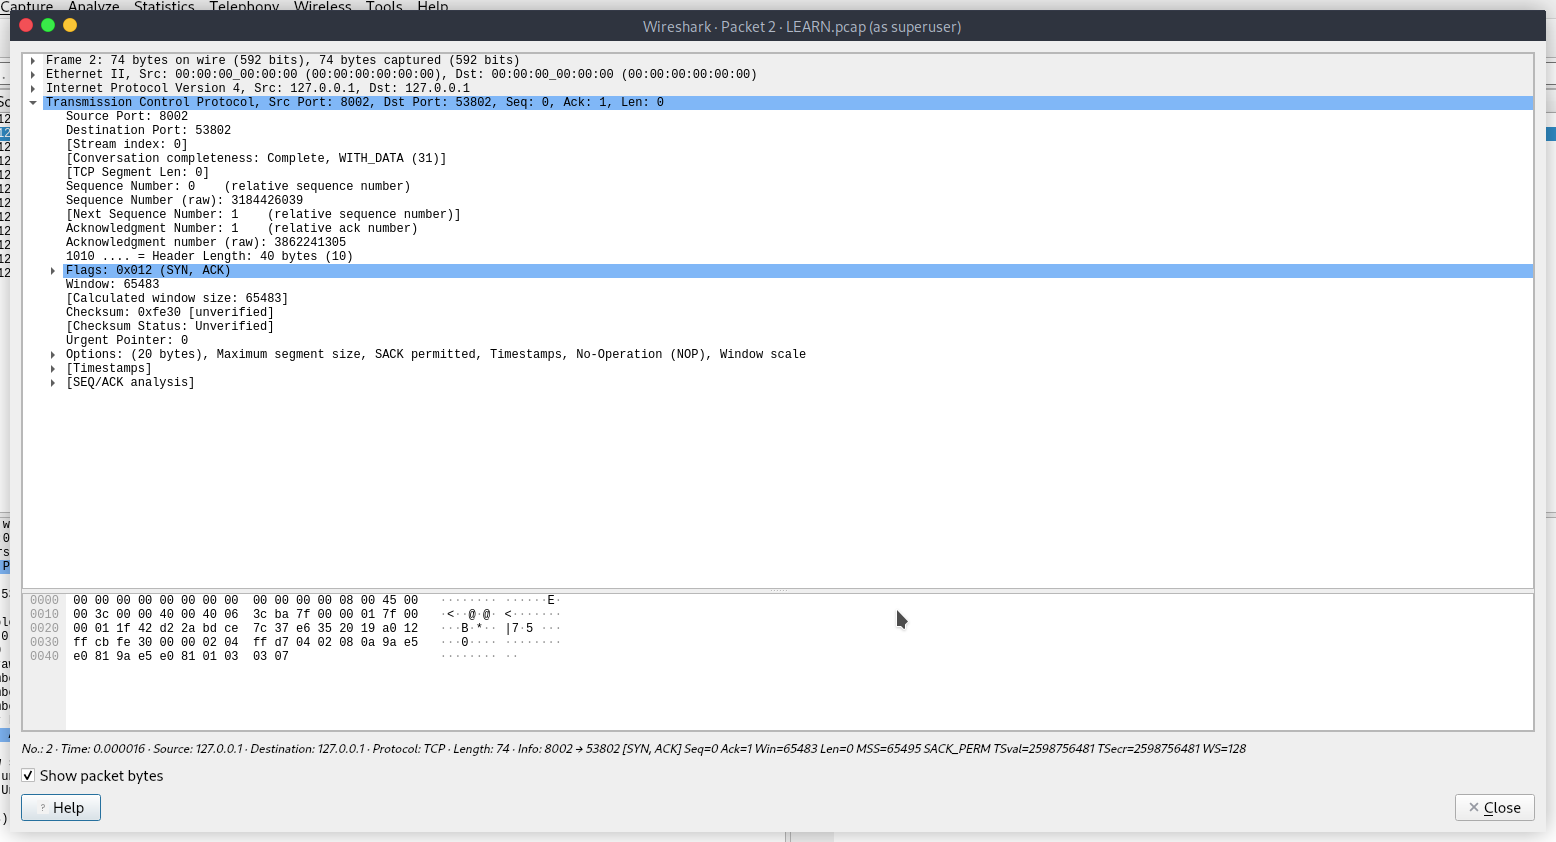 Capture Analyze Statistics Telephony Wireless Tools Help
Wireshark · Packet 2 · LEARN.pcap (as superuser)
Frame 2: 74 bytes on wire (592 bits), 74 bytes captured (592 bits)
Ethernet II, Src: 00:00:00_00:00:00 (00:00:00:00:00:00), Dst: 00:00:00_00:00:00 (00:00:00:00:00:00)
Internet Protocol Version 4, Src: 127.0.0.1, Dst: 127.0.0.1
Transmission Control Protocol, Src Port: 8002, Dst Port: 53802, Seq: 0, Ack: 1, Len: 0
Source Port: 8002
Destination Port: 53802
[Stream index: 0]
[Conversation completeness: Complete, WITH_DATA (31)]
[TCP Segment Len: 0]
Sequence Number: 0    (relative sequence number)
Sequence Number (raw): 3184426039
[Next Sequence Number: 1    (relative sequence number)]
Acknowledgment Number: 1    (relative ack number)
Acknowledgment number (raw): 3862241305
1010 .... = Header Length: 40 bytes (10)
Flags: 0x012 (SYN, ACK)
Window: 65483
[Calculated window size: 65483]
Checksum: 0xfe30 [unverified]
[Checksum Status: Unverified]
Urgent Pointer: 0
Options: (20 bytes), Maximum segment size, SACK permitted, Timestamps, No-Operation (NOP), Window scale
[Timestamps]
[SEQ/ACK analysis]
0000 00 00 00 00 00 00 00 00 00 00 00 00 08 00 45 00 ········ ······E·
0010 00 3c 00 00 40 00 40 06 3c ba 7f 00 00 01 7f 00 ·<··@·@· <·······
0020 00 01 1f 42 d2 2a bd ce 7c 37 e6 35 20 19 a0 12 ···B·*·· |7·5 ···
0030 ff cb fe 30 00 00 02 04 ff d7 04 02 08 0a 9a e5 ···0···· ········
0040 e0 81 9a e5 e0 81 01 03 03 07 ········ ··
No.: 2 · Time: 0.000016 · Source: 127.0.0.1 · Destination: 127.0.0.1 · Protocol: TCP · Length: 74 · Info: 8002 → 53802 [SYN, ACK] Seq=0 Ack=1 Win=65483 Len=0 MSS=65495 SACK_PERM TSval=2598756481 TSecr=2598756481 WS=128
Show packet bytes
Help
Close